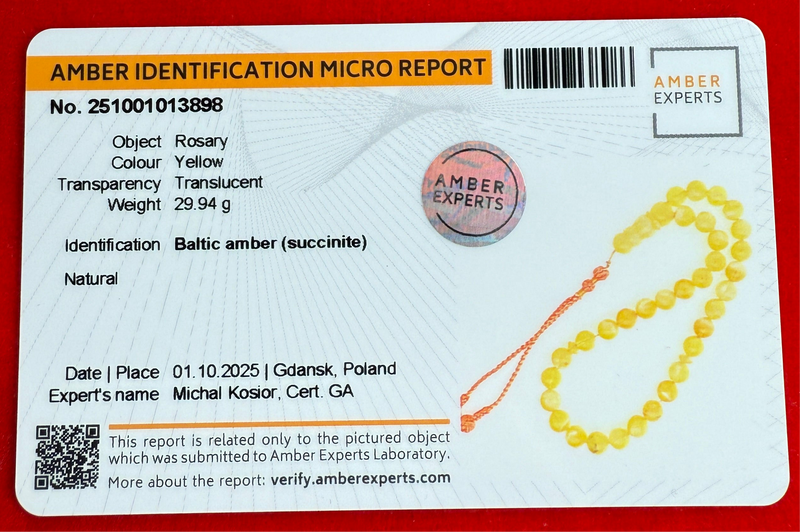 AMBER IDENTIFICATION MICRO REPORT
AMBER
EXPERTS
No. 251001013898
Object Rosary
Colour Yellow
Transparency Translucent
Weight 29.94 g
AMBER
EXPERTS
Identification Baltic amber (succinite)
Natural
Date | Place 01.10.2025 | Gdansk, Poland
Expert's name Michal Kosior, Cert. GA
This report is related only to the pictured object
which was submitted to Amber Experts Laboratory.
More about the report: verify.amberexperts.com